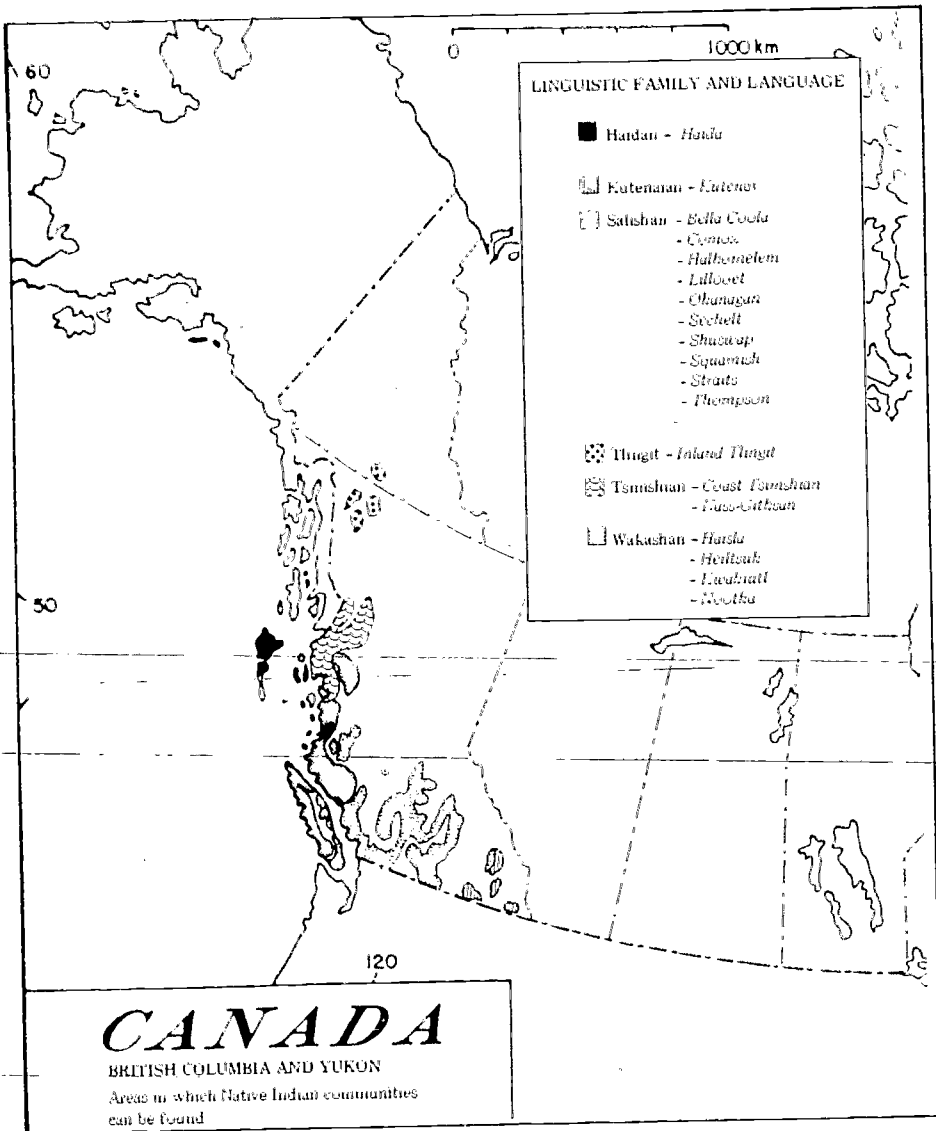 0 1000 km
60
LINGUISTIC FAMILY AND LANGUAGE
Haidan - Haida
Kutenaian - Kutenai
Salishan - Bella Coola
- Comox
- Halkomelem
- Lillooet
- Okanagan
- Sechelt
- Shuswap
- Squamish
- Straits
- Thompson
Tlingit - Inland Tlingit
Tsimshian - Coast Tsimshian
- Nass-Gitksan
Wakashan - Haisla
- Heiltsuk
- Kwakiutl
- Nootka
50
120
CANADA
BRITISH COLUMBIA AND YUKON
Areas in which Native Indian communities
can be found